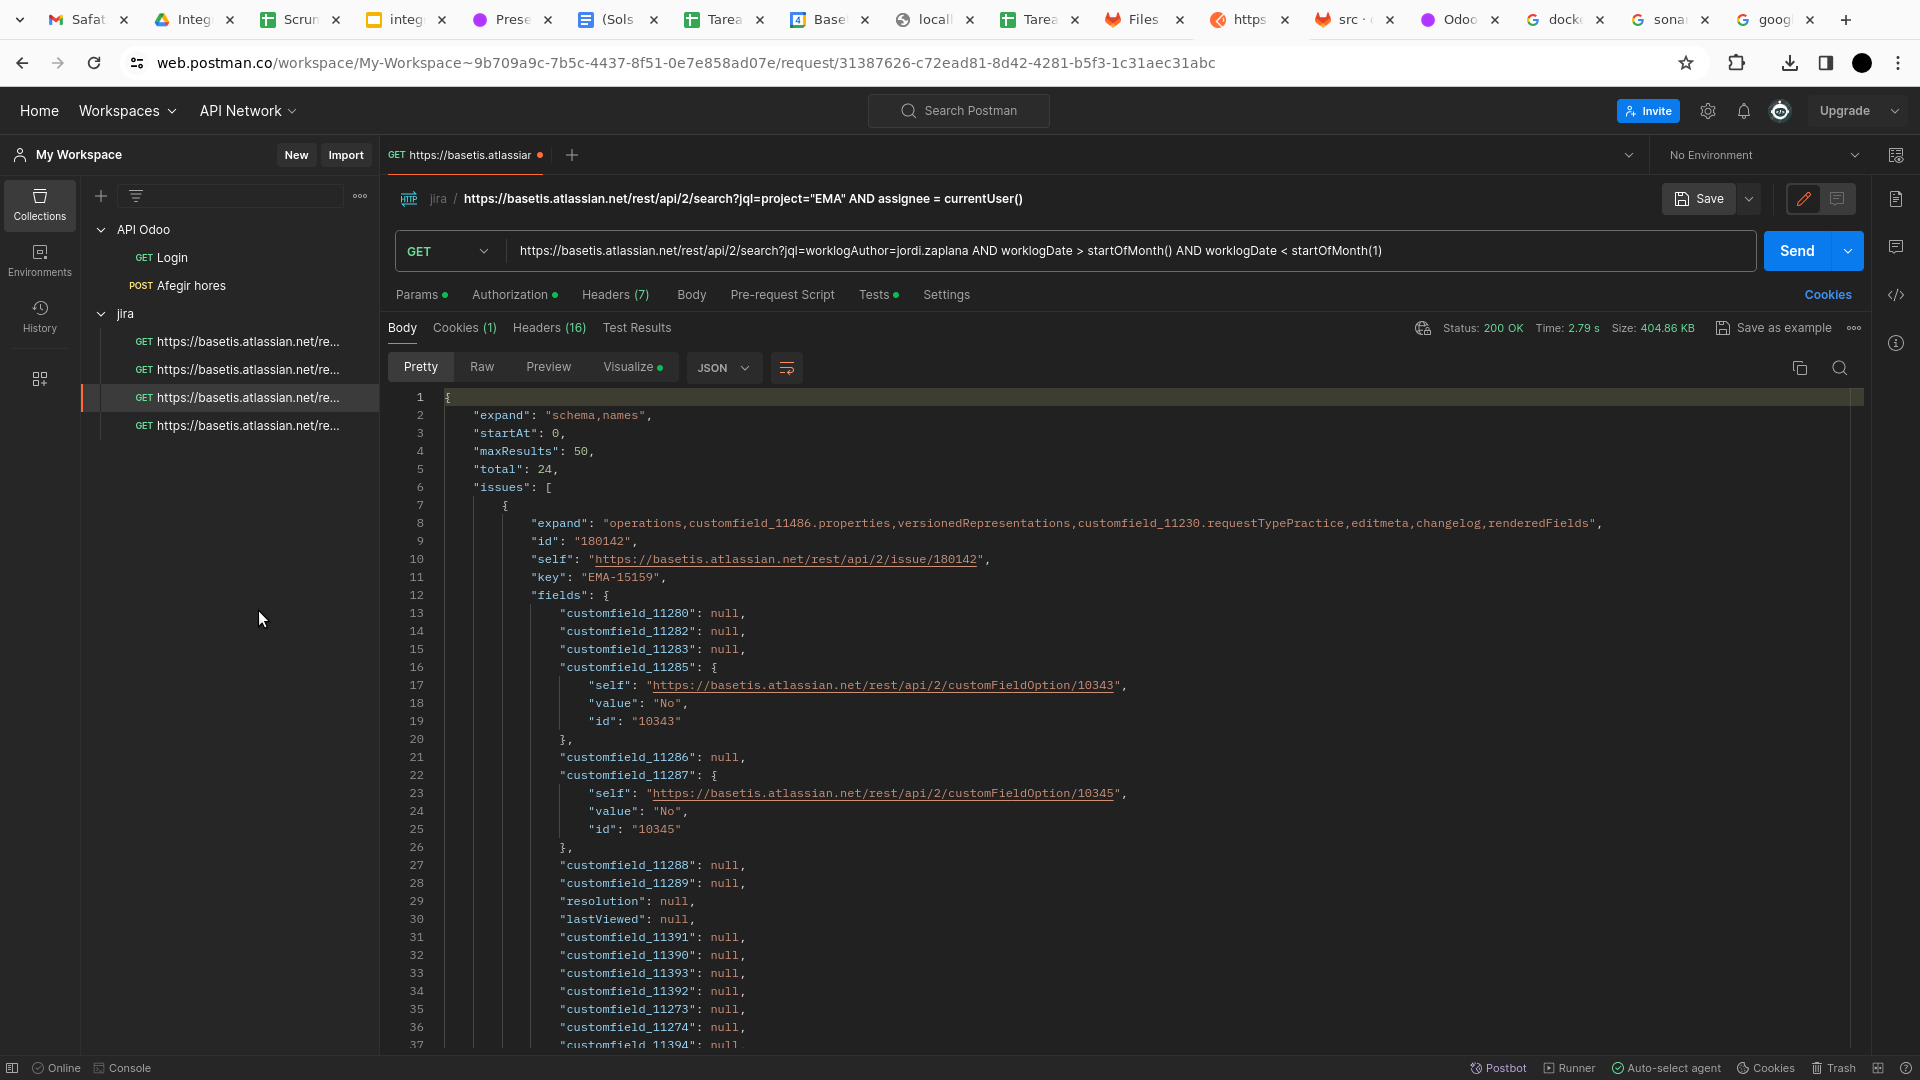 Safat
Integ
Scrun
integ
Prese
(Sols
Tarea
Basel
locall
Tarea
Files
https
src ·
Odoo
docke
sonar
googl
web.postman.co/workspace/My-Workspace~9b709a9c-7b5c-4437-8f51-0e7e858ad07e/request/31387626-c72ead81-8d42-4281-b5f3-1c31aec31abc
Home Workspaces API Network Search Postman Invite Upgrade
My Workspace New Import
GET https://basetis.atlassian No Environment
Collections
Environments
History
API Odoo
GET Login
POST Afegir hores
jira
GET https://basetis.atlassian.net/re...
GET https://basetis.atlassian.net/re...
GET https://basetis.atlassian.net/re...
GET https://basetis.atlassian.net/re...
HTTP jira / https://basetis.atlassian.net/rest/api/2/search?jql=project="EMA" AND assignee = currentUser() Save
GET https://basetis.atlassian.net/rest/api/2/search?jql=worklogAuthor=jordi.zaplana AND worklogDate > startOfMonth() AND worklogDate < startOfMonth(1) Send
Params Authorization Headers (7) Body Pre-request Script Tests Settings Cookies
Body Cookies (1) Headers (16) Test Results Status: 200 OK Time: 2.79 s Size: 404.86 KB Save as example
Pretty Raw Preview Visualize JSON
1 {
2 "expand": "schema,names",
3 "startAt": 0,
4 "maxResults": 50,
5 "total": 24,
6 "issues": [
7 {
8 "expand": "operations,customfield_11486.properties,versionedRepresentations,customfield_11230.requestTypePractice,editmeta,changelog,renderedFields",
9 "id": "180142",
10 "self": "https://basetis.atlassian.net/rest/api/2/issue/180142",
11 "key": "EMA-15159",
12 "fields": {
13 "customfield_11280": null,
14 "customfield_11282": null,
15 "customfield_11283": null,
16 "customfield_11285": {
17 "self": "https://basetis.atlassian.net/rest/api/2/customFieldOption/10343",
18 "value": "No",
19 "id": "10343"
20 },
21 "customfield_11286": null,
22 "customfield_11287": {
23 "self": "https://basetis.atlassian.net/rest/api/2/customFieldOption/10345",
24 "value": "No",
25 "id": "10345"
26 },
27 "customfield_11288": null,
28 "customfield_11289": null,
29 "resolution": null,
30 "lastViewed": null,
31 "customfield_11391": null,
32 "customfield_11390": null,
33 "customfield_11393": null,
34 "customfield_11392": null,
35 "customfield_11273": null,
36 "customfield_11274": null,
37 "customfield_11394": null,
Online Console Postbot Runner Auto-select agent Cookies Trash